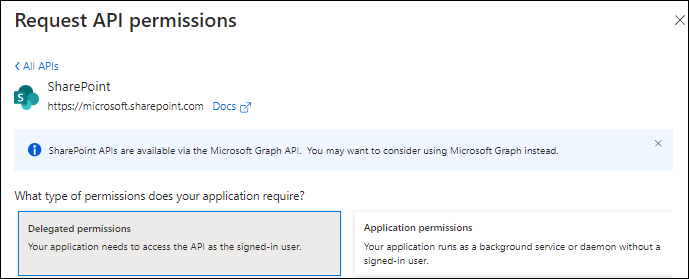 Request API permissions
All APIs
S
SharePoint
https://microsoft.sharepoint.com Docs
SharePoint APIs are available via the Microsoft Graph API. You may want to consider using Microsoft Graph instead.
What type of permissions does your application require?
Delegated permissions
Your application needs to access the API as the signed-in user.
Application permissions
Your application runs as a background service or daemon without a
signed-in user.